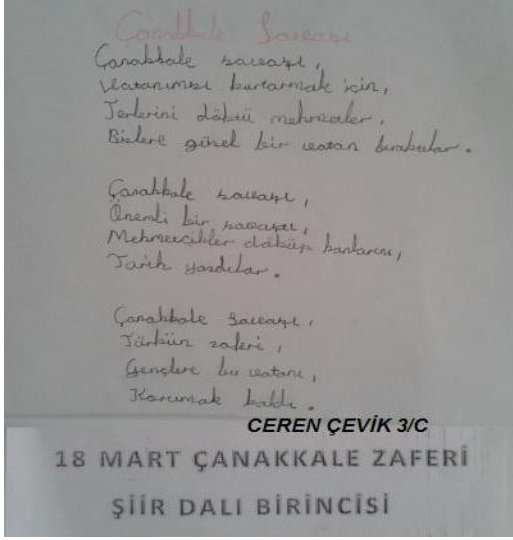 Çanakkale Savaşı
Çanakkale savaşı,
Vatanımızı kurtarmak için,
Terlerini döktü mehmetler,
Bizlere güzel bir vatan bıraktılar.
Çanakkale savaşı,
Önemli bir savaştı,
Mehmetcikler döküp kanlarını,
Tarih yazdılar.
Çanakkale Savaşı,
Türkün zaferi,
Gençlere bu vatanı,
Korumak kaldı.
CEREN ÇEVİK 3/C
18 MART ÇANAKKALE ZAFERİ
ŞİİR DALI BİRİNCİSİ